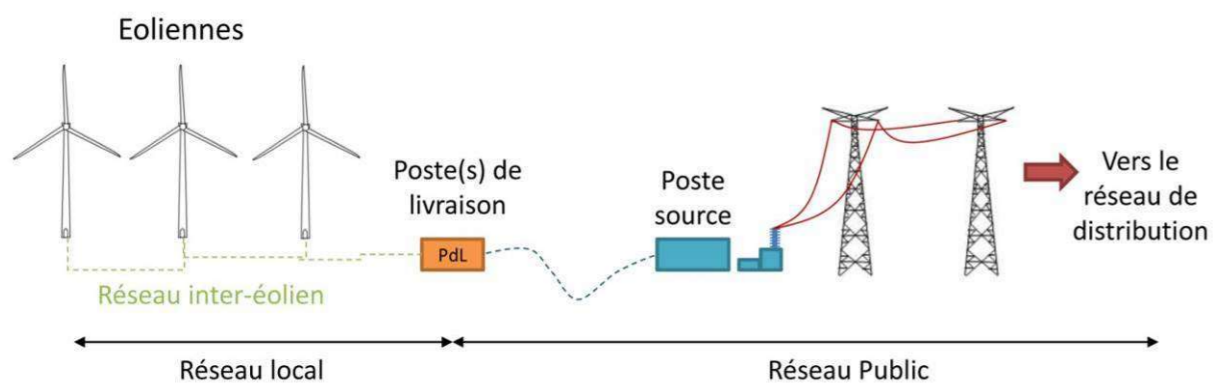 Eoliennes
Poste(s) de
livraison
Poste
source
Vers le
réseau de
distribution
PdL
Réseau inter-éolien
Réseau local
Réseau Public